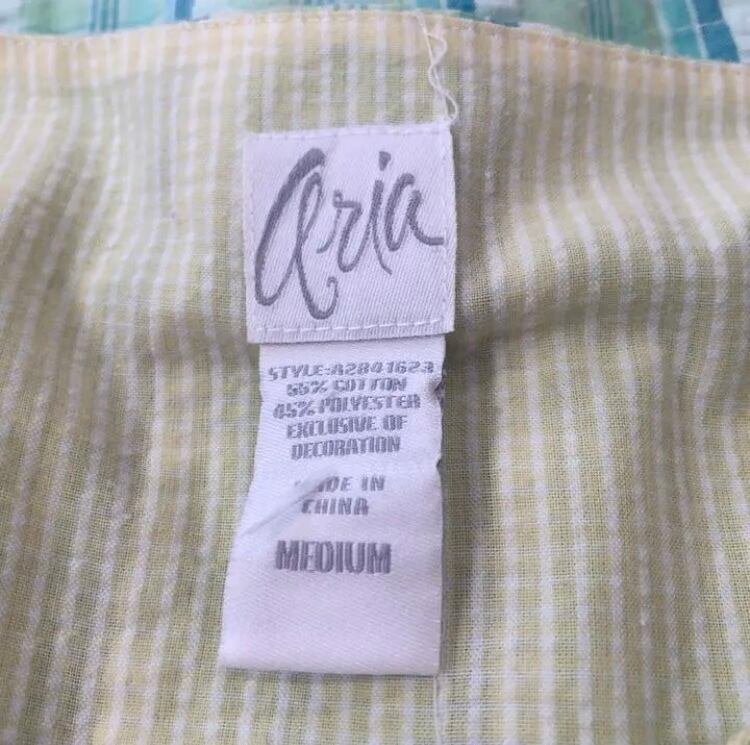 aria
STYLE:A2841623
55% COTTON
45% POLYESTER
EXCLUSIVE OF
DECORATION
MADE IN
CHINA
MEDIUM